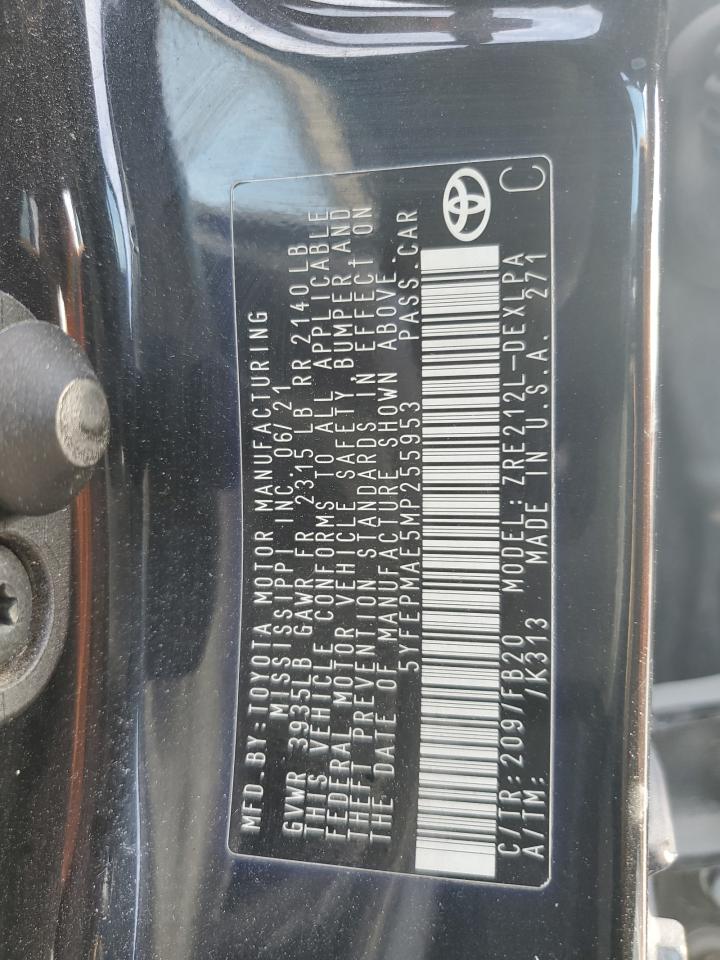 MFD.BY:TOYOTA MOTOR MANUFACTURING
MISSISSIPPI INC. 06/21
GVWR 3935LB GAWR FR 2315 LB RR 2140LB
THIS VEHICLE CONFORMS TO ALL APPLICABLE
FEDERAL MOTOR VEHICLE SAFETY, BUMPER AND
THEFT PREVENTION STANDARDS IN EFFECT ON
THE DATE OF MANUFACTURE SHOWN ABOVE.
5YFEPMAE5MP255953 PASS.CAR
C/TR:209/FB20 MODEL:ZRE212L-DEXLPA
A/TM: /K313 MADE IN U.S.A. 271 C